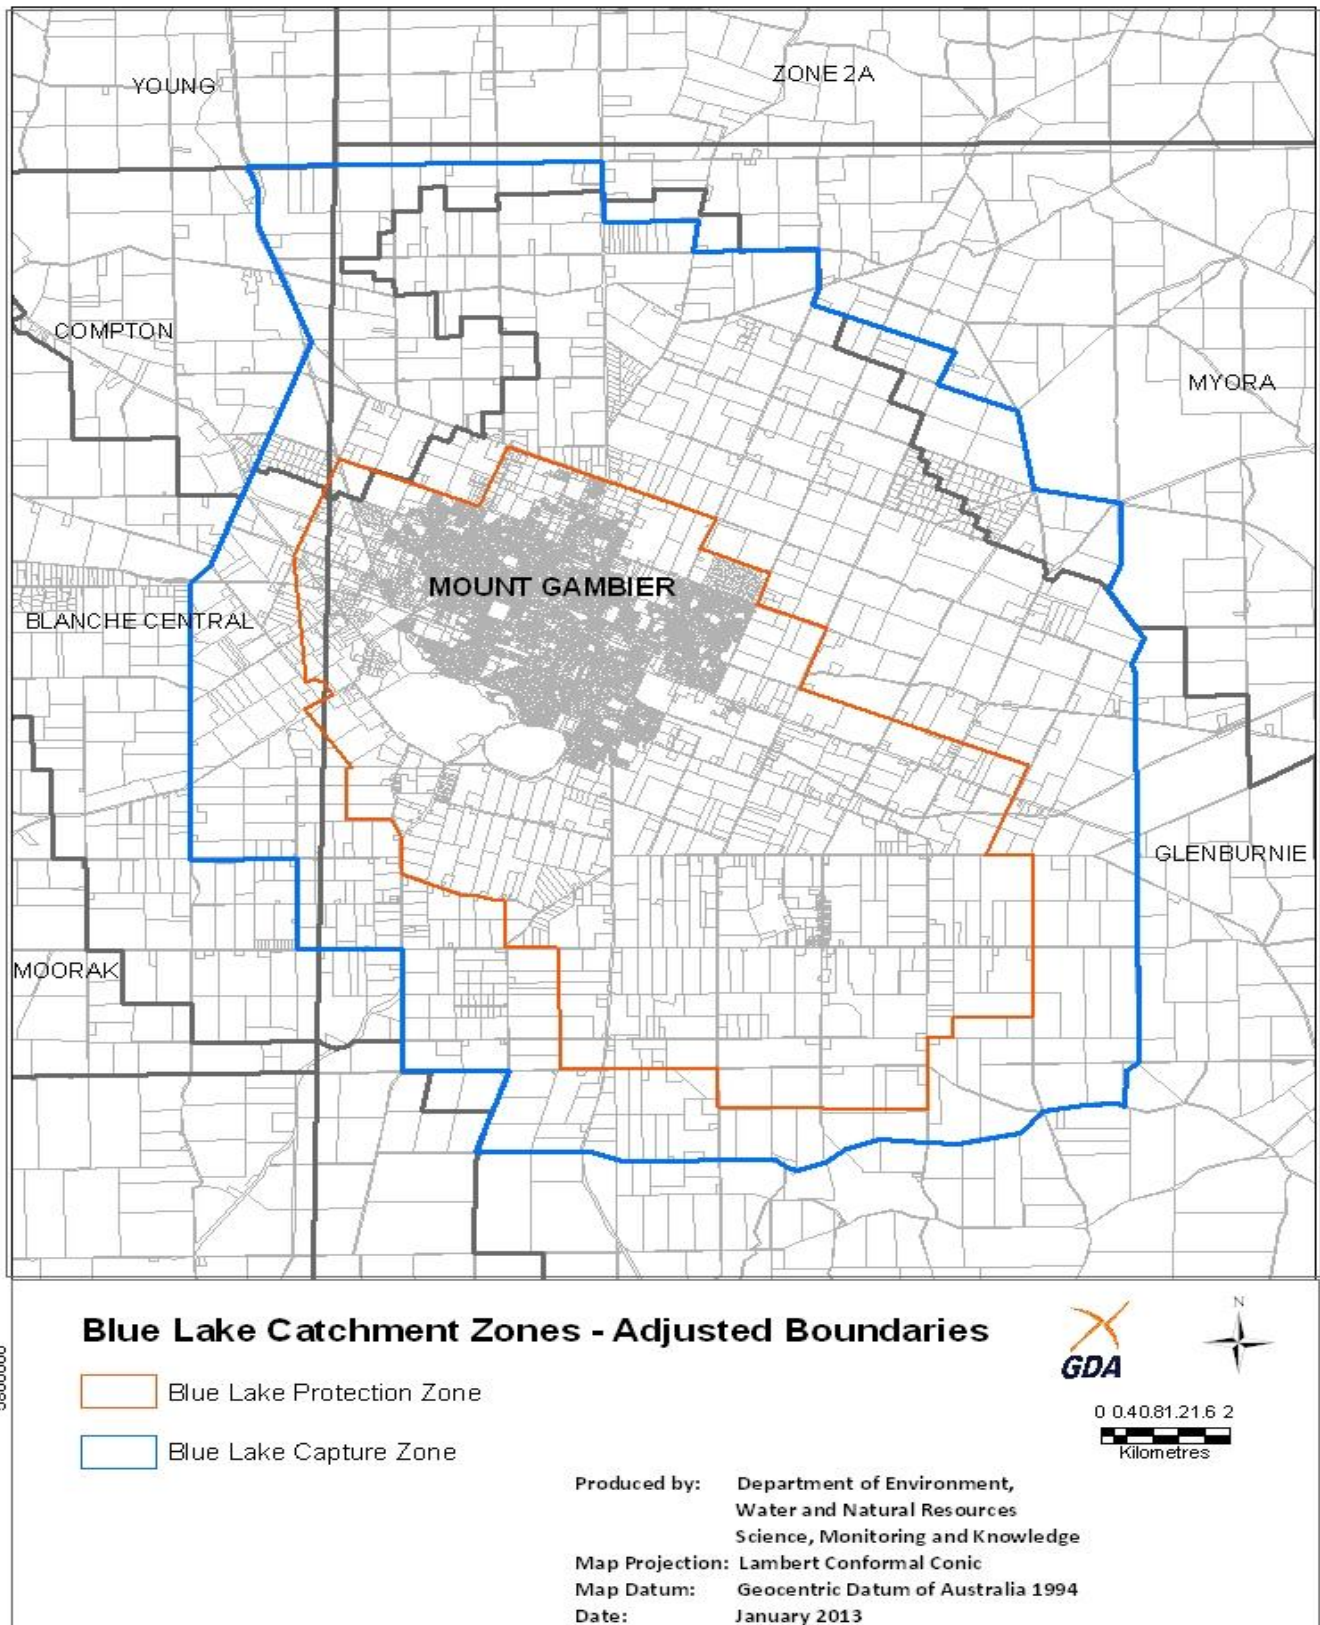 YOUNG
ZONE 2A
COMPTON
MYORA
MOUNT GAMBIER
BLANCHE CENTRAL
GLENBURNIE
MOORAK
Blue Lake Catchment Zones - Adjusted Boundaries
GDA
N
Blue Lake Protection Zone
0 0.40.81.21.6 2
Kilometres
Blue Lake Capture Zone
Produced by: Department of Environment,
Water and Natural Resources
Science, Monitoring and Knowledge
Map Projection: Lambert Conformal Conic
Map Datum: Geocentric Datum of Australia 1994
Date: January 2013